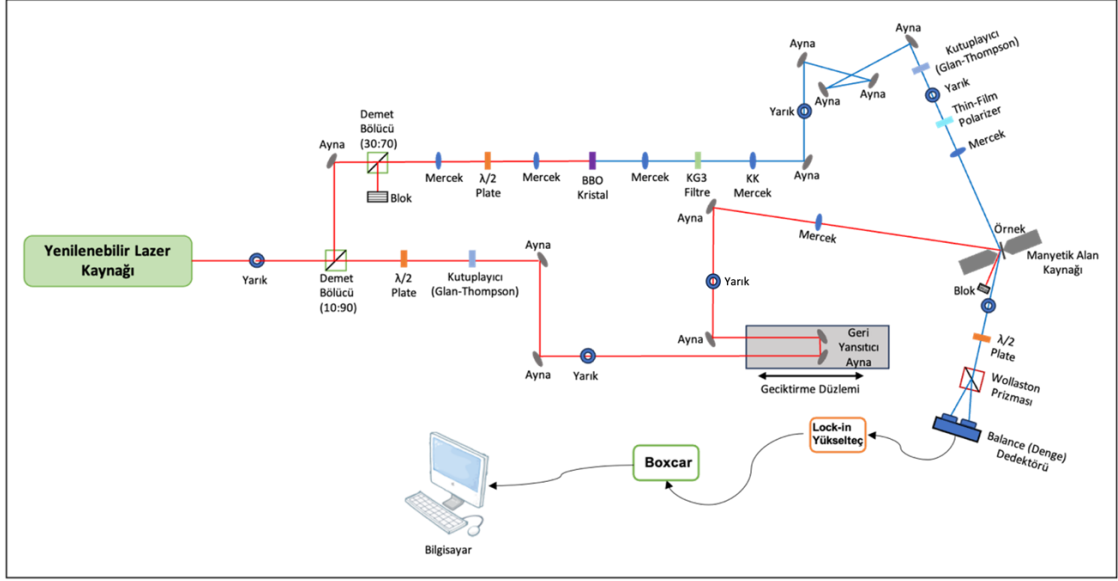 Ayna
Kutuplayıcı
(Glan-Thompson)
Ayna
Yarık
Yarık
Ayna
Ayna
Thin-Film
Polarizer
Mercek
Demet
Bölücü
(30:70)
Ayna
Mercek
λ/2
Plate
Mercek
BBO
Kristal
Mercek
KG3
Filtre
KK
Mercek
Ayna
Blok
Ayna
Mercek
Örnek
Manyetik Alan
Kaynağı
Yenilenebilir Lazer
Kaynağı
Yarık
Demet
Bölücü
(10:90)
λ/2
Plate
Kutuplayıcı
(Glan-Thompson)
Ayna
Yarık
Blok
Ayna
Geri
Yansıtıcı
Ayna
λ/2
Plate
Ayna
Yarık
Geciktirme Düzlemi
Wollaston
Prizması
Lock-in
Yükselteç
Balance (Denge)
Dedektörü
Boxcar
Bilgisayar